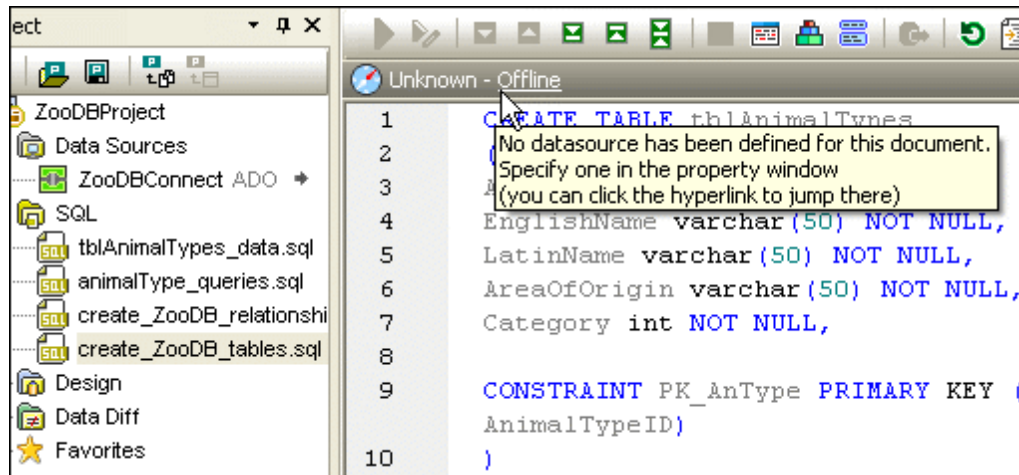 ect
ZooDBProject
Data Sources
ZooDBConnect ADO
SQL
tblAnimalTypes_data.sql
animalType_queries.sql
create_ZooDB_relationshi
create_ZooDB_tables.sql
Design
Data Diff
Favorites
Unknown - Offline
1 CREATE TABLE tblAnimalTypes
2 (
3 A
No datasource has been defined for this document.
Specify one in the property window
(you can click the hyperlink to jump there)
4 EnglishName varchar(50) NOT NULL,
5 LatinName varchar(50) NOT NULL,
6 AreaOfOrigin varchar(50) NOT NULL,
7 Category int NOT NULL,
8
9 CONSTRAINT PK_AnType PRIMARY KEY (
AnimalTypeID)
10 )